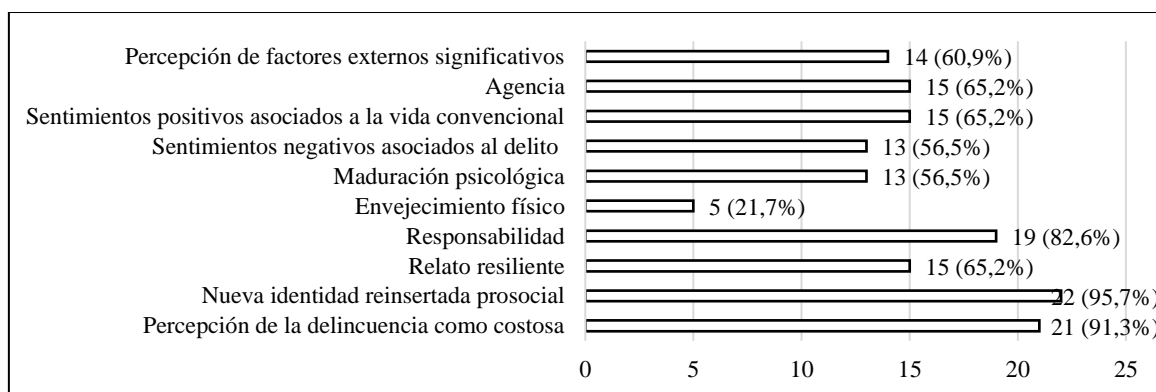 Percepción de factores externos significativos 14 (60,9%)
Agencia 15 (65,2%)
Sentimientos positivos asociados a la vida convencional 15 (65,2%)
Sentimientos negativos asociados al delito 13 (56,5%)
Maduración psicológica 13 (56,5%)
Envejecimiento físico 5 (21,7%)
Responsabilidad 19 (82,6%)
Relato resiliente 15 (65,2%)
Nueva identidad reinsertada prosocial 22 (95,7%)
Percepción de la delincuencia como costosa 21 (91,3%)
0 5 10 15 20 25